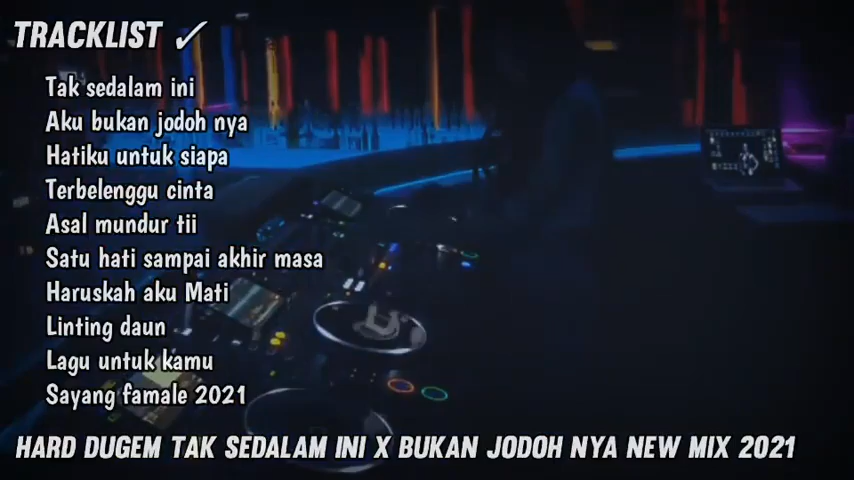 TRACKLIST ✓
Tak sedalam ini
Aku bukan jodoh nya
Hatiku untuk siapa
Terbelenggu cinta
Asal mundur tii
Satu hati sampai akhir masa
Haruskah aku Mati
Linting daun
Lagu untuk kamu
Sayang famale 2021
HARD DUGEM TAK SEDALAM INI X BUKAN JODOH NYA NEW MIX 2021